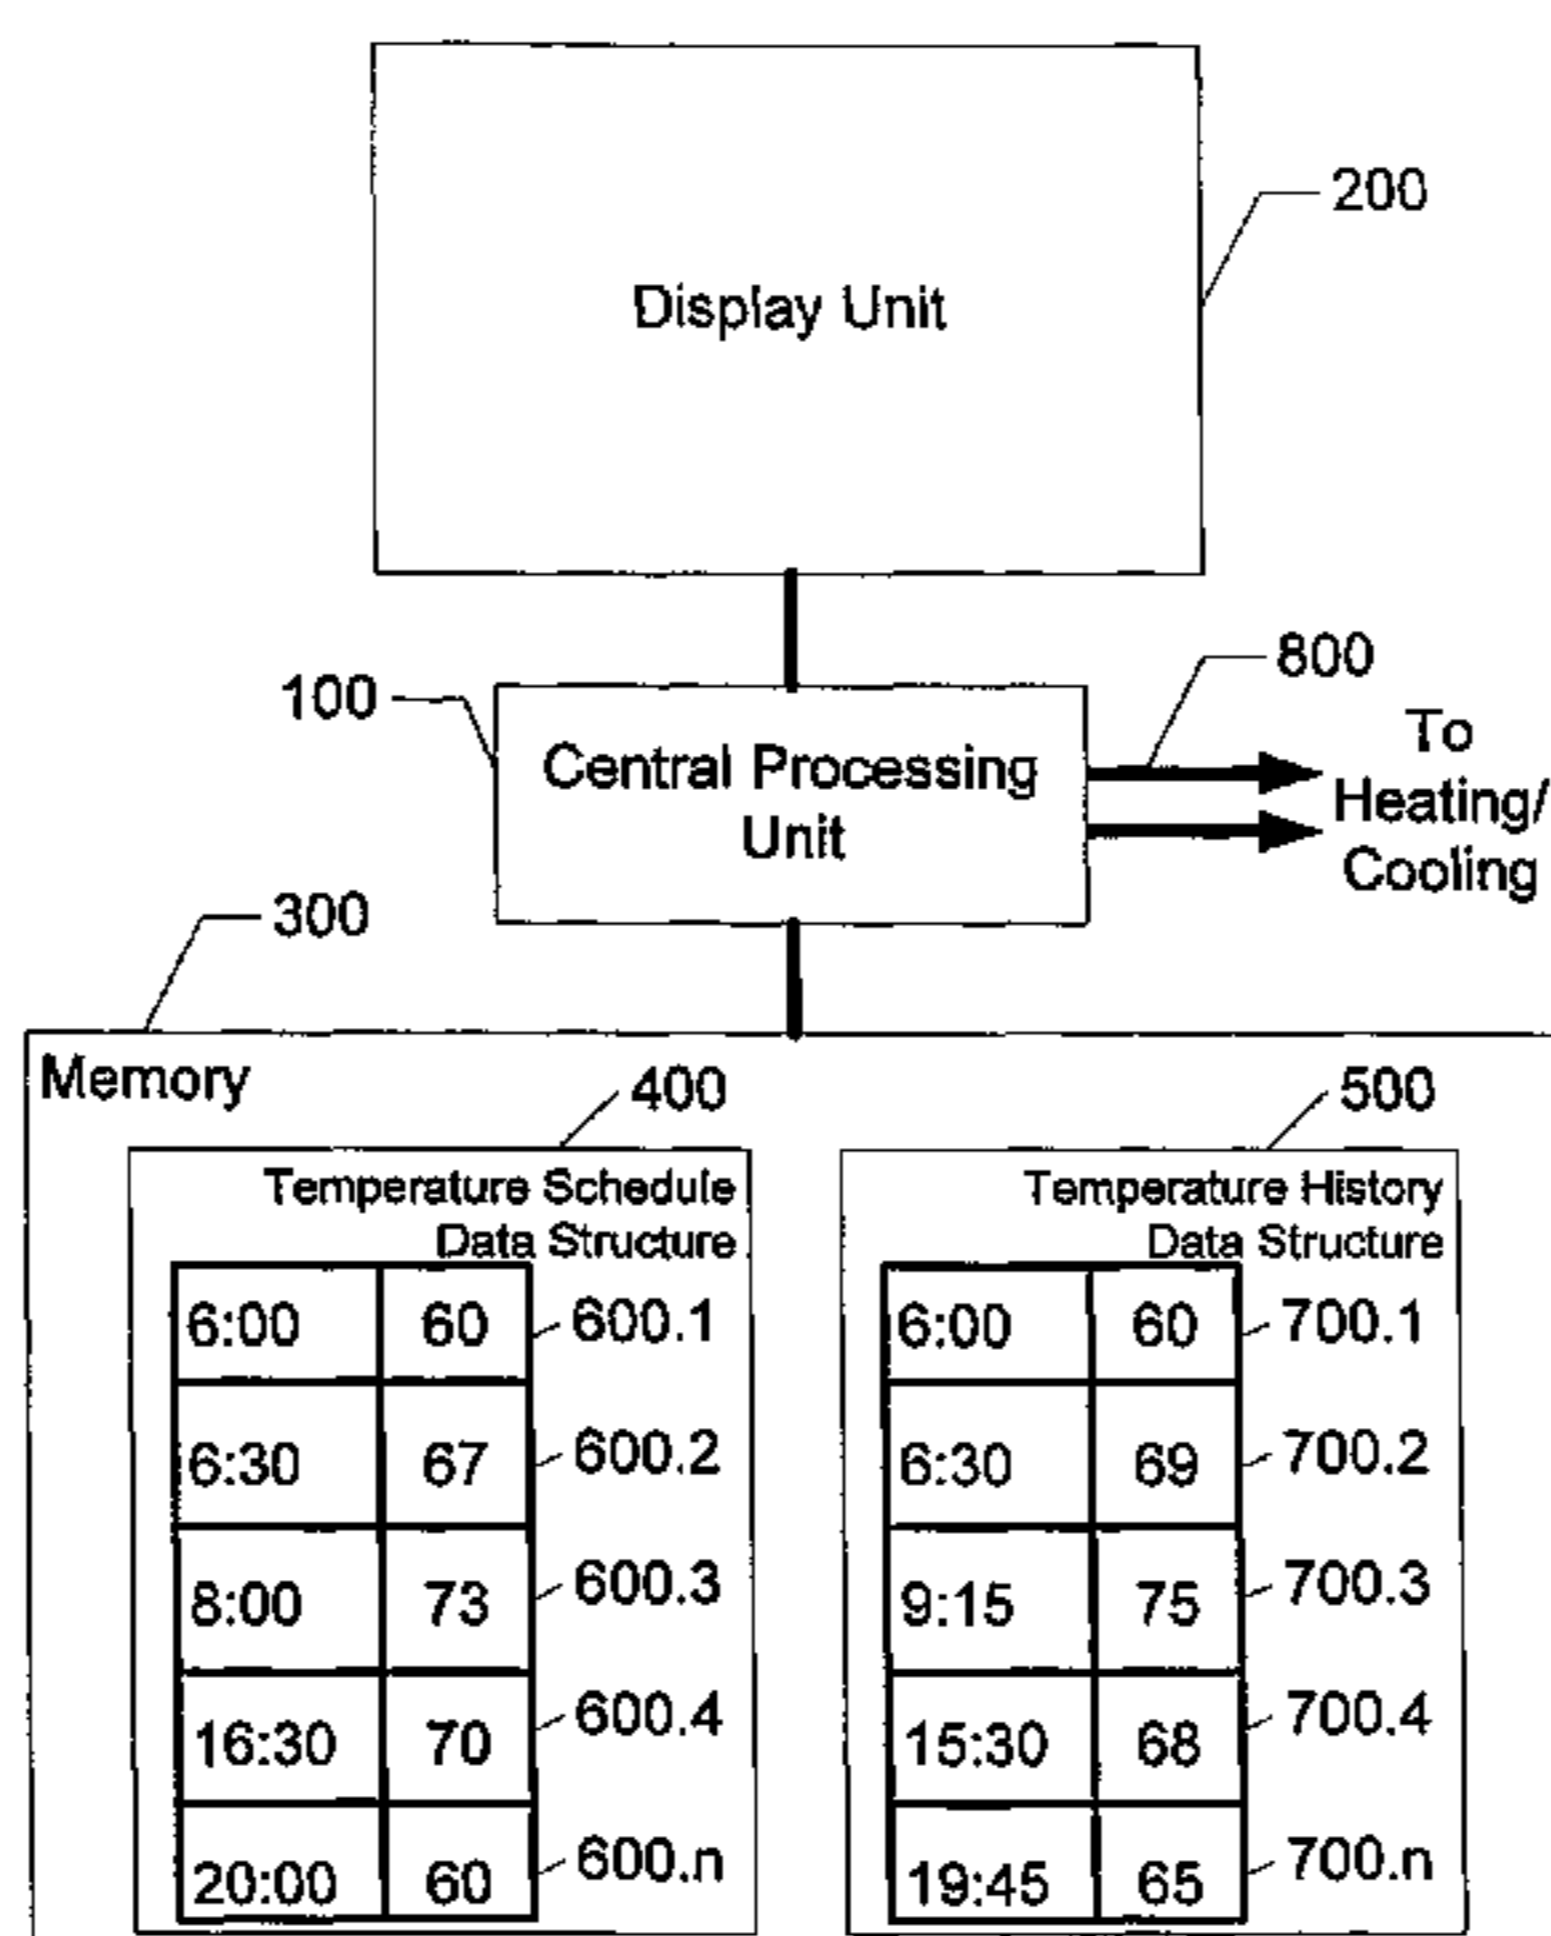 200
Display Unit
800
100
Central Processing
Unit
To
Heating/
Cooling
300
Memory
400
500
Temperature Schedule
Data Structure
6:00 60 600.1
6:30 67 600.2
8:00 73 600.3
16:30 70 600.4
20:00 60 600.n
Temperature History
Data Structure
6:00 60 700.1
6:30 69 700.2
9:15 75 700.3
15:30 68 700.4
19:45 65 700.n